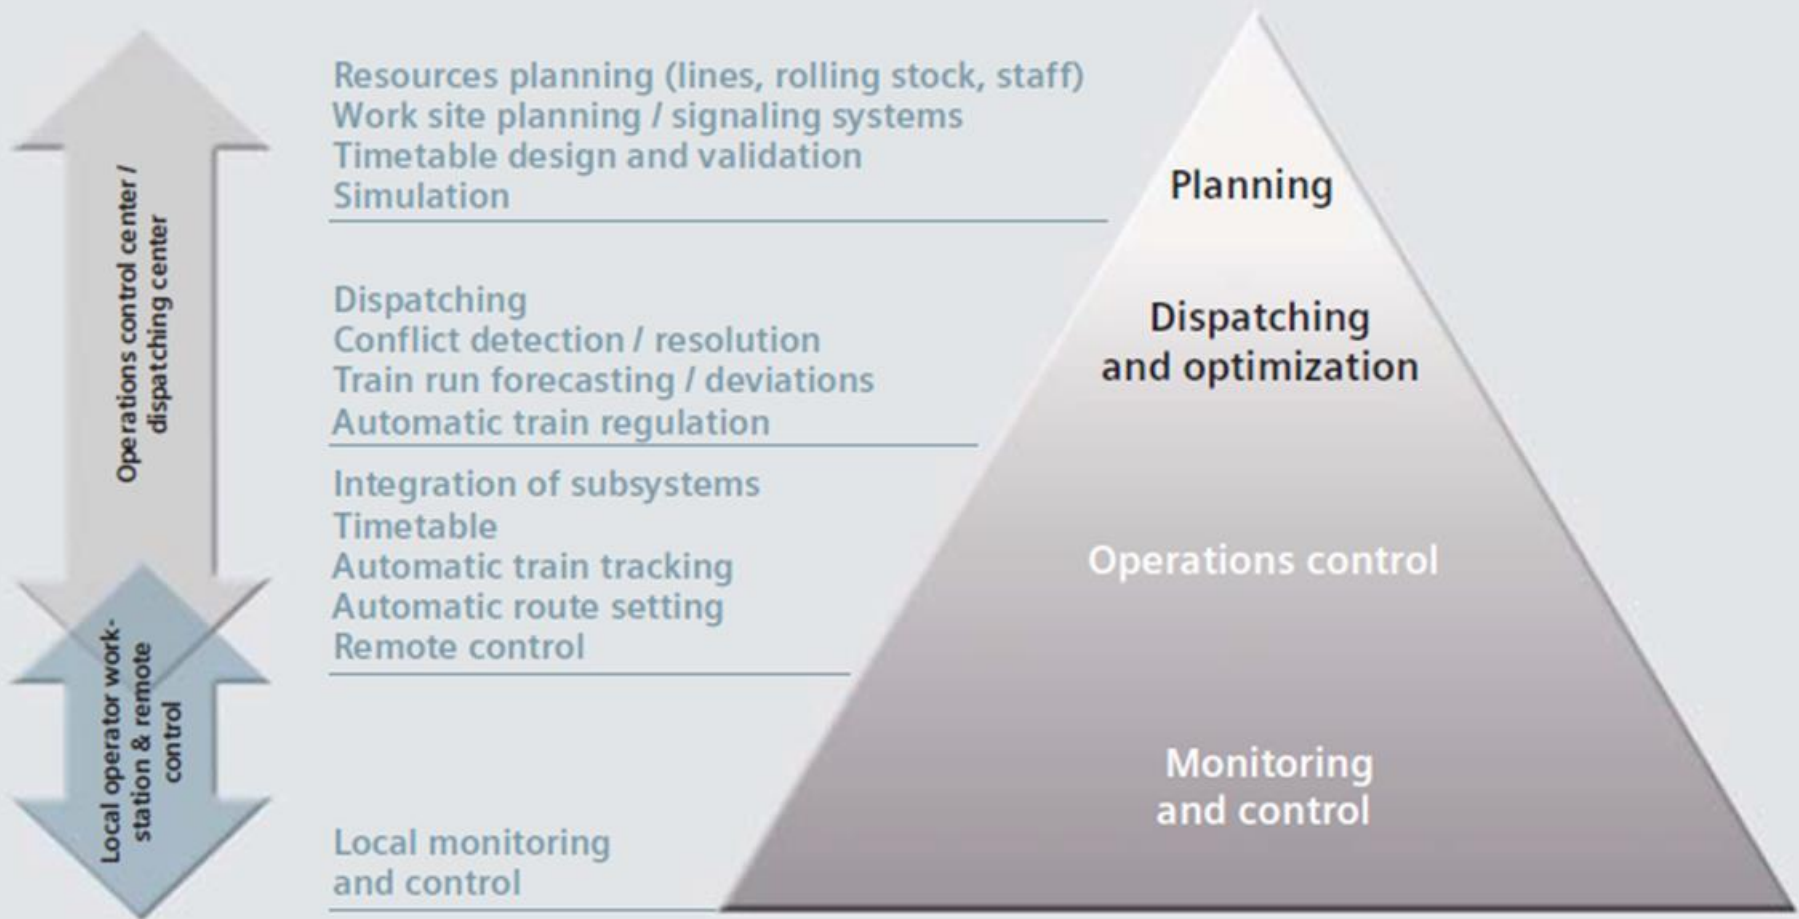 Operations control center /
dispatching center
Local operator work-
station & remote
control
Resources planning (lines, rolling stock, staff)
Work site planning / signaling systems
Timetable design and validation
Simulation
Dispatching
Conflict detection / resolution
Train run forecasting / deviations
Automatic train regulation
Integration of subsystems
Timetable
Automatic train tracking
Automatic route setting
Remote control
Local monitoring
and control
Planning
Dispatching
and optimization
Operations control
Monitoring
and control